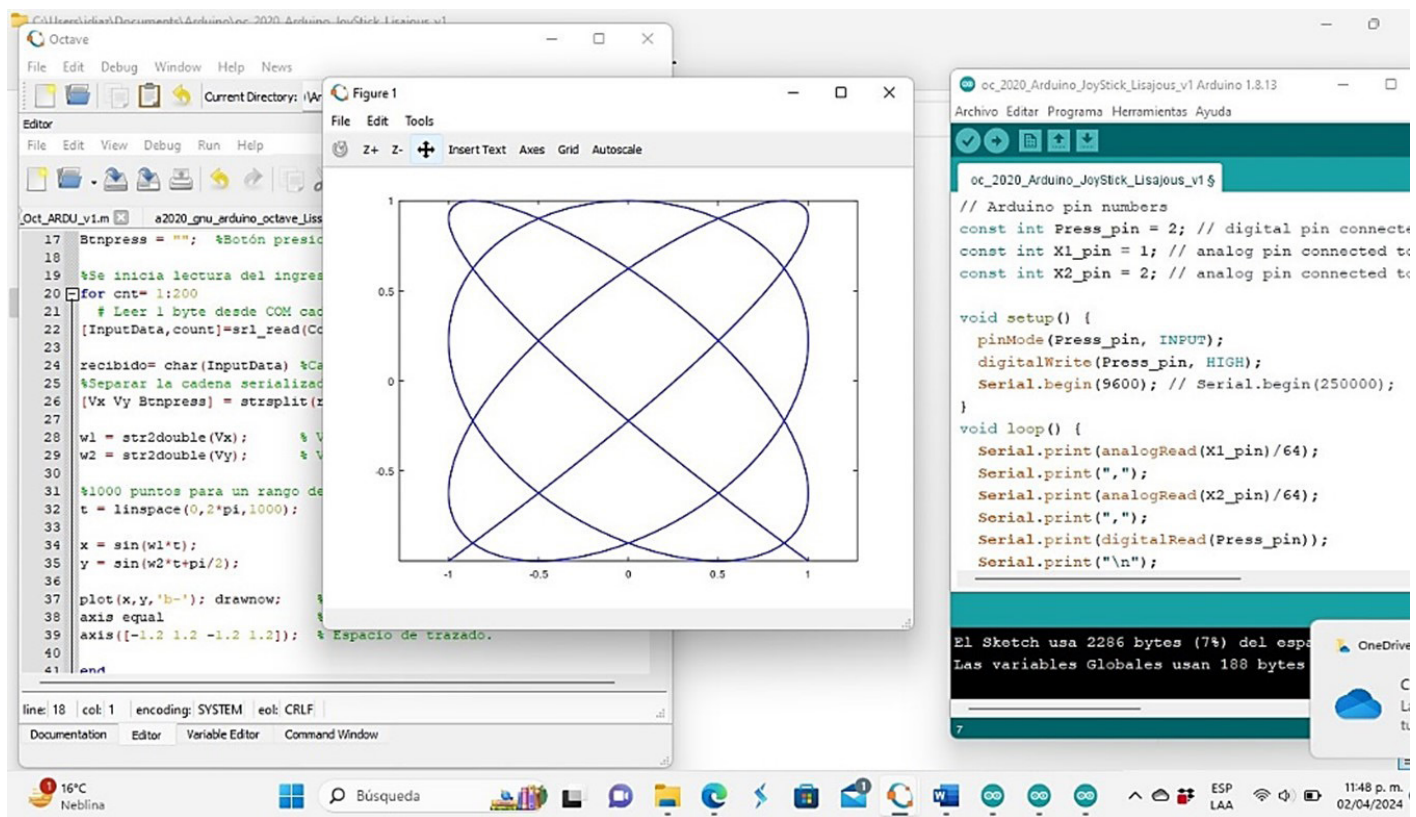 C:\Users\idiaz\Documents\Arduino\oc_2020_Arduino_JoyStick_Lisajous_v1
Octave
File Edit Debug Window Help News
Current Directory:
Editor
File Edit View Debug Run Help
_Oct_ARDU_v1.m a2020_gnu_arduino_octave_Liss
17 Btnpress = ""; %Botón presic
18
19 %Se inicia lectura del ingres
20 for cnt= 1:200
21 # Leer 1 byte desde COM cad
22 [InputData,count]=srl_read(Co
23
24 recibido= char(InputData) %Ca
25 %Separar la cadena serializad
26 [Vx Vy Btnpress] = strsplit(r
27
28 w1 = str2double(Vx); % V
29 w2 = str2double(Vy); % V
30
31 %1000 puntos para un rango de
32 t = linspace(0,2*pi,1000);
33
34 x = sin(w1*t);
35 y = sin(w2*t+pi/2);
36
37 plot(x,y,'b-'); drawnow; %
38 axis equal %
39 axis([-1.2 1.2 -1.2 1.2]); % Espacio de trazado.
40
41 end
line: 18 col: 1 encoding: SYSTEM eol: CRLF
Documentation Editor Variable Editor Command Window
Figure 1
File Edit Tools
Z+ Z- Insert Text Axes Grid Autoscale
1
0.5
0
-0.5
-1 -0.5 0 0.5 1
oc_2020_Arduino_JoyStick_Lisajous_v1 Arduino 1.8.13
Archivo Editar Programa Herramientas Ayuda
oc_2020_Arduino_JoyStick_Lisajous_v1 §
// Arduino pin numbers
const int Press_pin = 2; // digital pin connecte
const int X1_pin = 1; // analog pin connected to
const int X2_pin = 2; // analog pin connected to
void setup() {
pinMode(Press_pin, INPUT);
digitalWrite(Press_pin, HIGH);
Serial.begin(9600); // Serial.begin(250000);
}
void loop() {
Serial.print(analogRead(X1_pin)/64);
Serial.print(",");
Serial.print(analogRead(X2_pin)/64);
Serial.print(",");
Serial.print(digitalRead(Press_pin));
Serial.print("\n");
El Sketch usa 2286 bytes (7%) del espa
Las variables Globales usan 188 bytes
7
OneDrive
C
La
tu
1
16°C
Neblina
Búsqueda
1
ESP
LAA
11:48 p. m.
02/04/2024